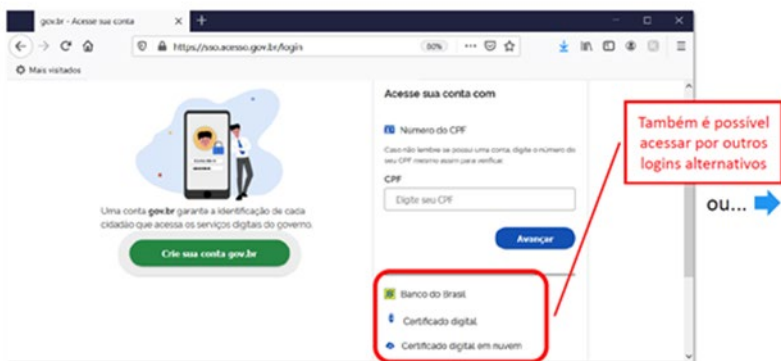 gov.br - Acesse sua conta
https://sso.acesso.gov.br/login
80%
Mais visitados
Uma conta gov.br garante a identificação de cada
cidadão que acessa os serviços digitais do governo.
Crie sua conta gov.br
Acesse sua conta com
Número do CPF
Caso não lembre se possui uma conta, digite o número do
seu CPF mesmo assim para verificar.
CPF
Digite seu CPF
Avançar
Banco do Brasil
Certificado digital
Certificado digital em nuvem
Também é possível
acessar por outros
logins alternativos
ou...